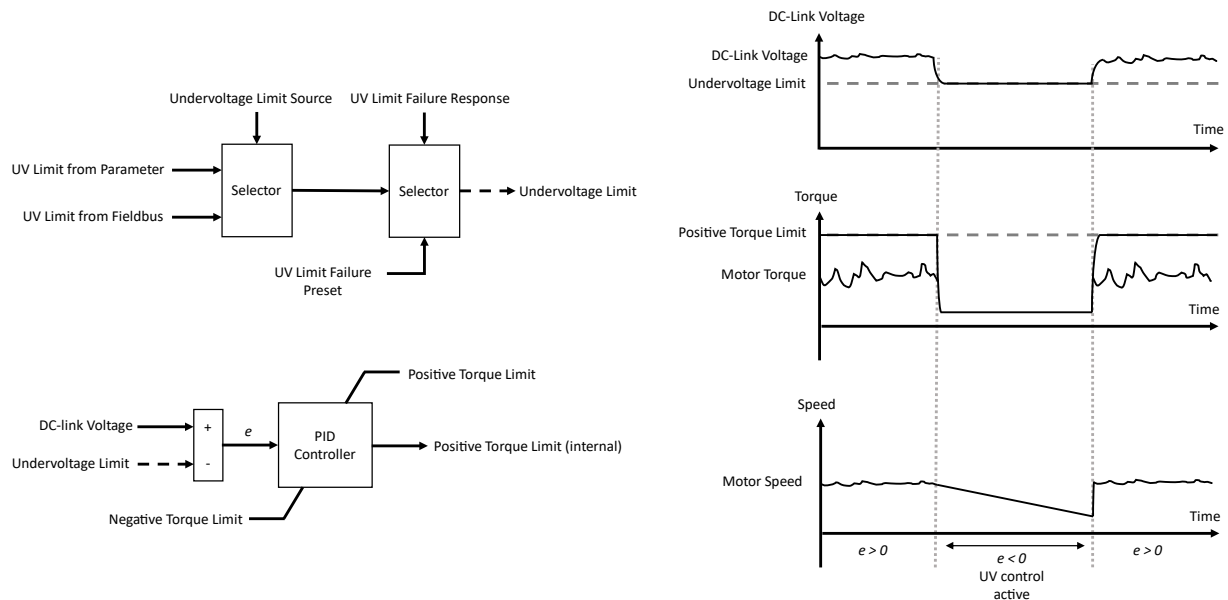 Undervoltage Limit Source
UV Limit Failure Response
UV Limit from Parameter
Selector
Selector
Undervoltage Limit
UV Limit from Fieldbus
UV Limit Failure
Preset
Positive Torque Limit
DC-link Voltage
+
e
PID
Controller
Positive Torque Limit (internal)
Undervoltage Limit
-
Negative Torque Limit
DC-Link Voltage
DC-Link Voltage
Undervoltage Limit
Time
Torque
Positive Torque Limit
Motor Torque
Time
Speed
Motor Speed
Time
e > 0
e < 0
e > 0
UV control
active